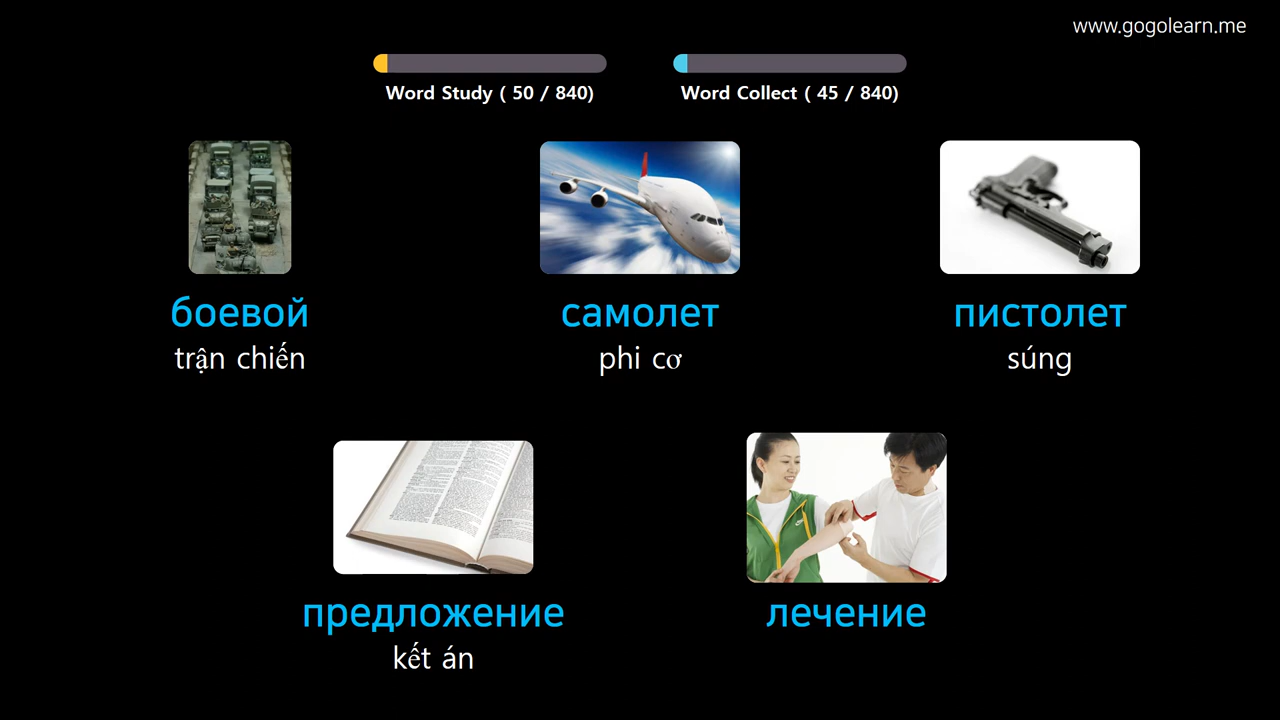 www.gogolearn.me
Word Study ( 50 / 840)
Word Collect ( 45 / 840)
боевой
trận chiến
самолет
phi cơ
пистолет
súng
предложение
kết án
лечение